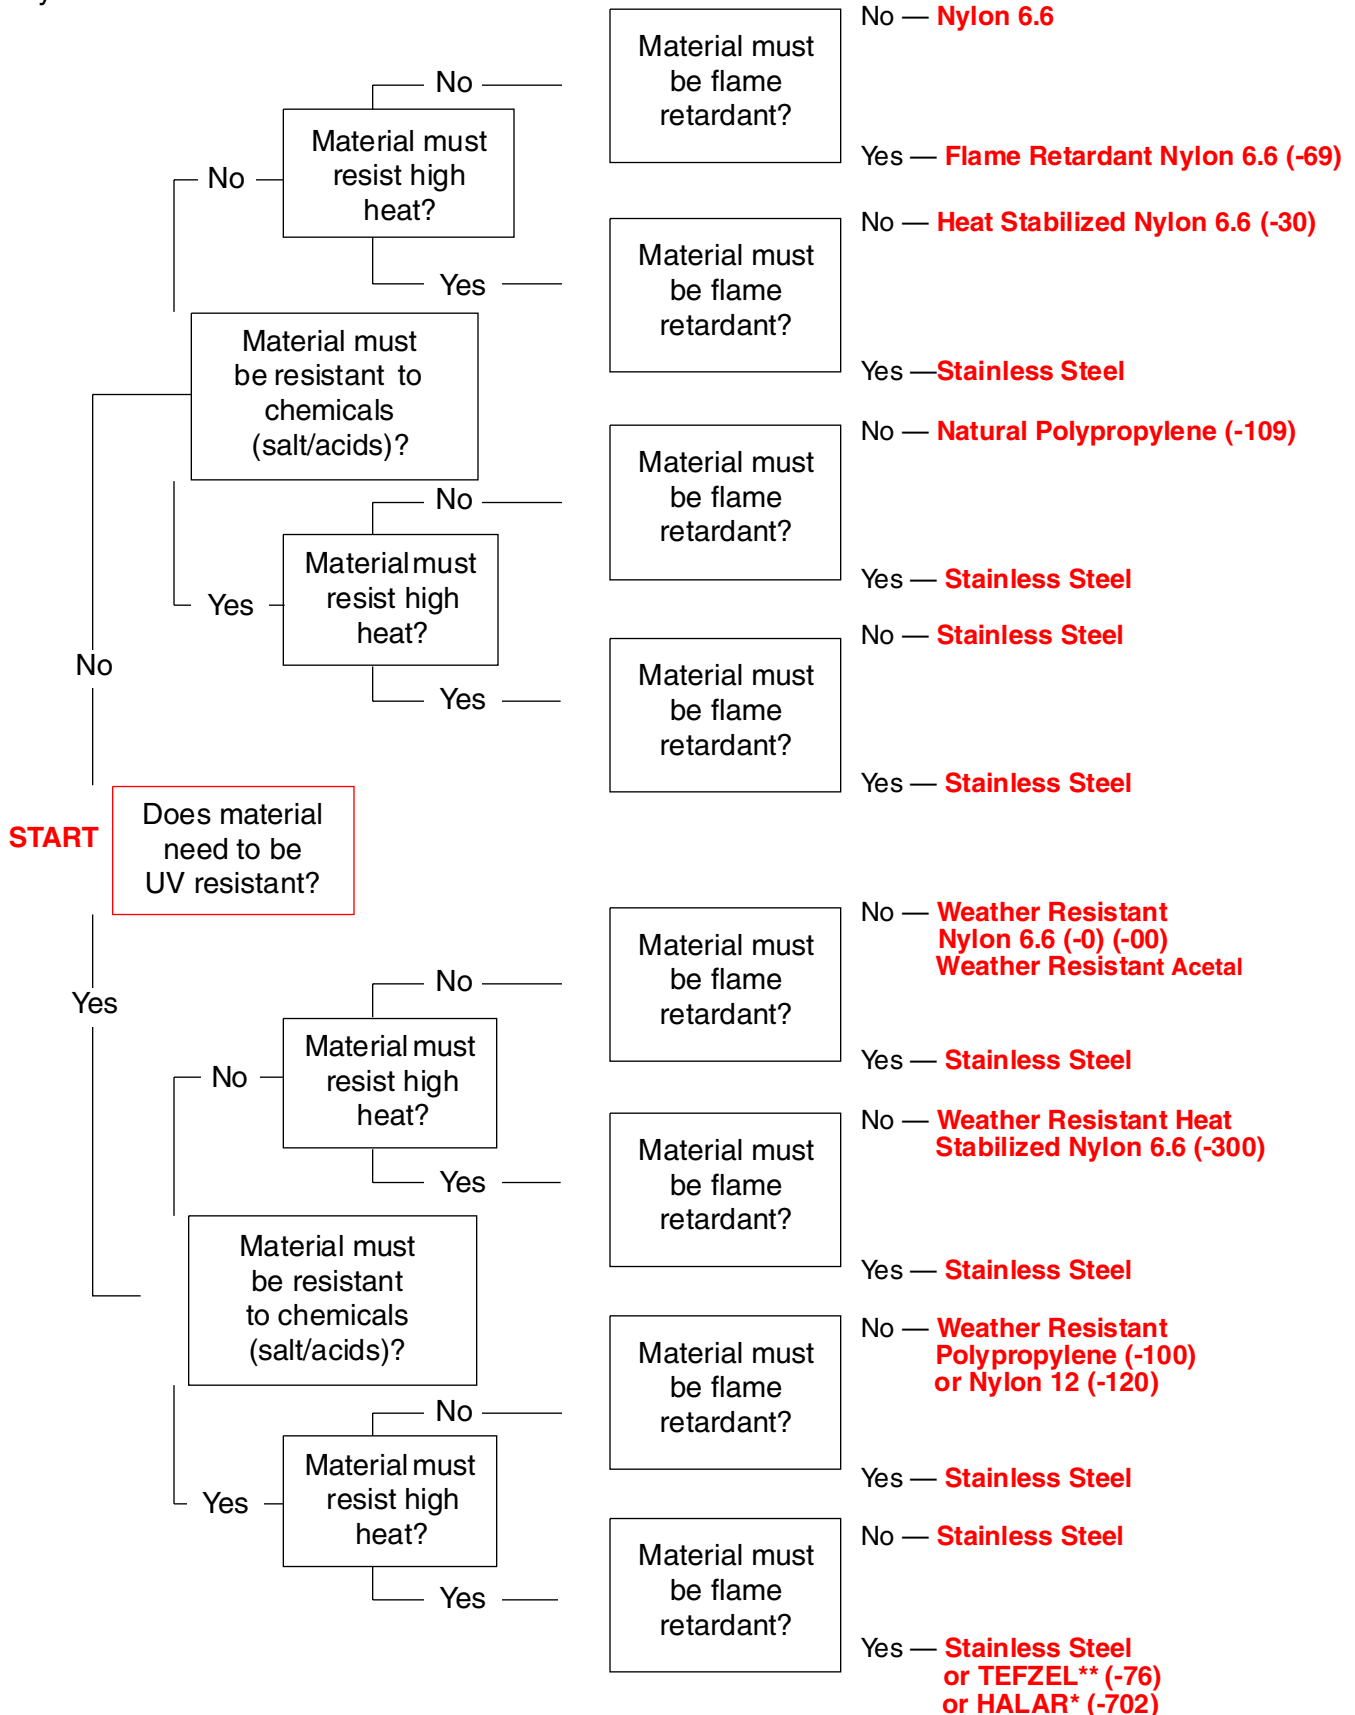 No — Nylon 6.6
Material must
be flame
retardant?
Yes — Flame Retardant Nylon 6.6 (-69)
No
Material must
resist high
heat?
No
Yes
No — Heat Stabilized Nylon 6.6 (-30)
Material must
be flame
retardant?
Yes —Stainless Steel
Material must
be resistant to
chemicals
(salt/acids)?
No — Natural Polypropylene (-109)
Material must
be flame
retardant?
Yes — Stainless Steel
No
Material must
resist high
heat?
Yes
Yes
No — Stainless Steel
Material must
be flame
retardant?
Yes — Stainless Steel
No
START
Does material
need to be
UV resistant?
Yes
No — Weather Resistant
Nylon 6.6 (-0) (-00)
Weather Resistant Acetal
Material must
be flame
retardant?
Yes — Stainless Steel
No
Material must
resist high
heat?
No
Yes
No — Weather Resistant Heat
Stabilized Nylon 6.6 (-300)
Material must
be flame
retardant?
Yes — Stainless Steel
Material must
be resistant
to chemicals
(salt/acids)?
No — Weather Resistant
Polypropylene (-100)
or Nylon 12 (-120)
Material must
be flame
retardant?
Yes — Stainless Steel
No
Material must
resist high
heat?
Yes
Yes
No — Stainless Steel
Material must
be flame
retardant?
Yes — Stainless Steel
or TEFZEL** (-76)
or HALAR* (-702)